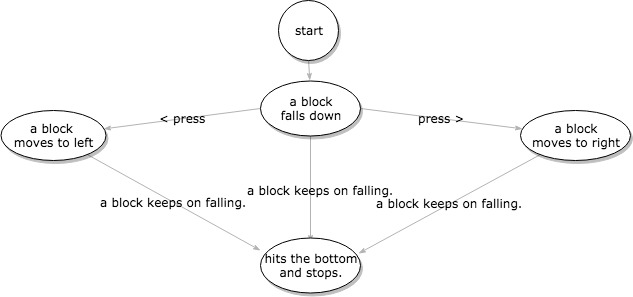 start
a block
falls down
< press
press >
a block
moves to left
a block
moves to right
a block keeps on falling.
a block keeps on falling.
a block keeps on falling.
hits the bottom
and stops.